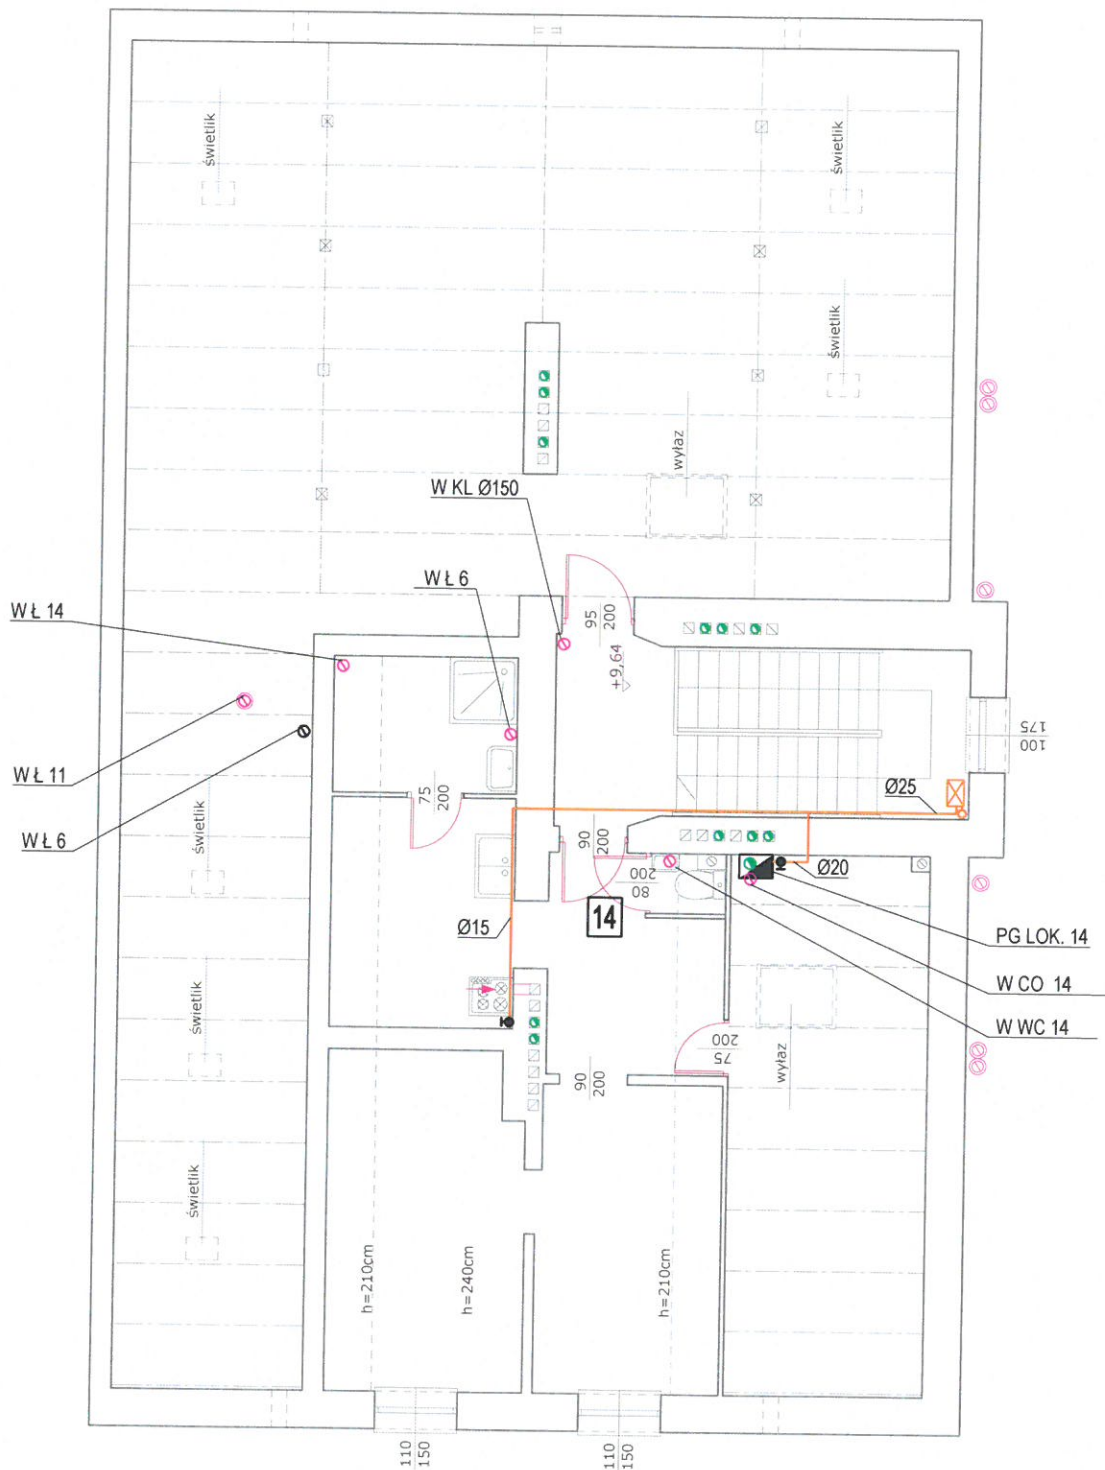 świetlik
świetlik
świetlik
wyłaz
W KL Ø150
W Ł 6
W Ł 14
95
200
+9,64
W Ł 11
W Ł 6
75
200
175
100
Ø25
świetlik
90
200
80
200
Ø20
14
Ø15
PG LOK. 14
W CO 14
W WC 14
świetlik
wyłaz
75
200
90
200
świetlik
h=210cm
h=240cm
h=210cm
110
150
110
150